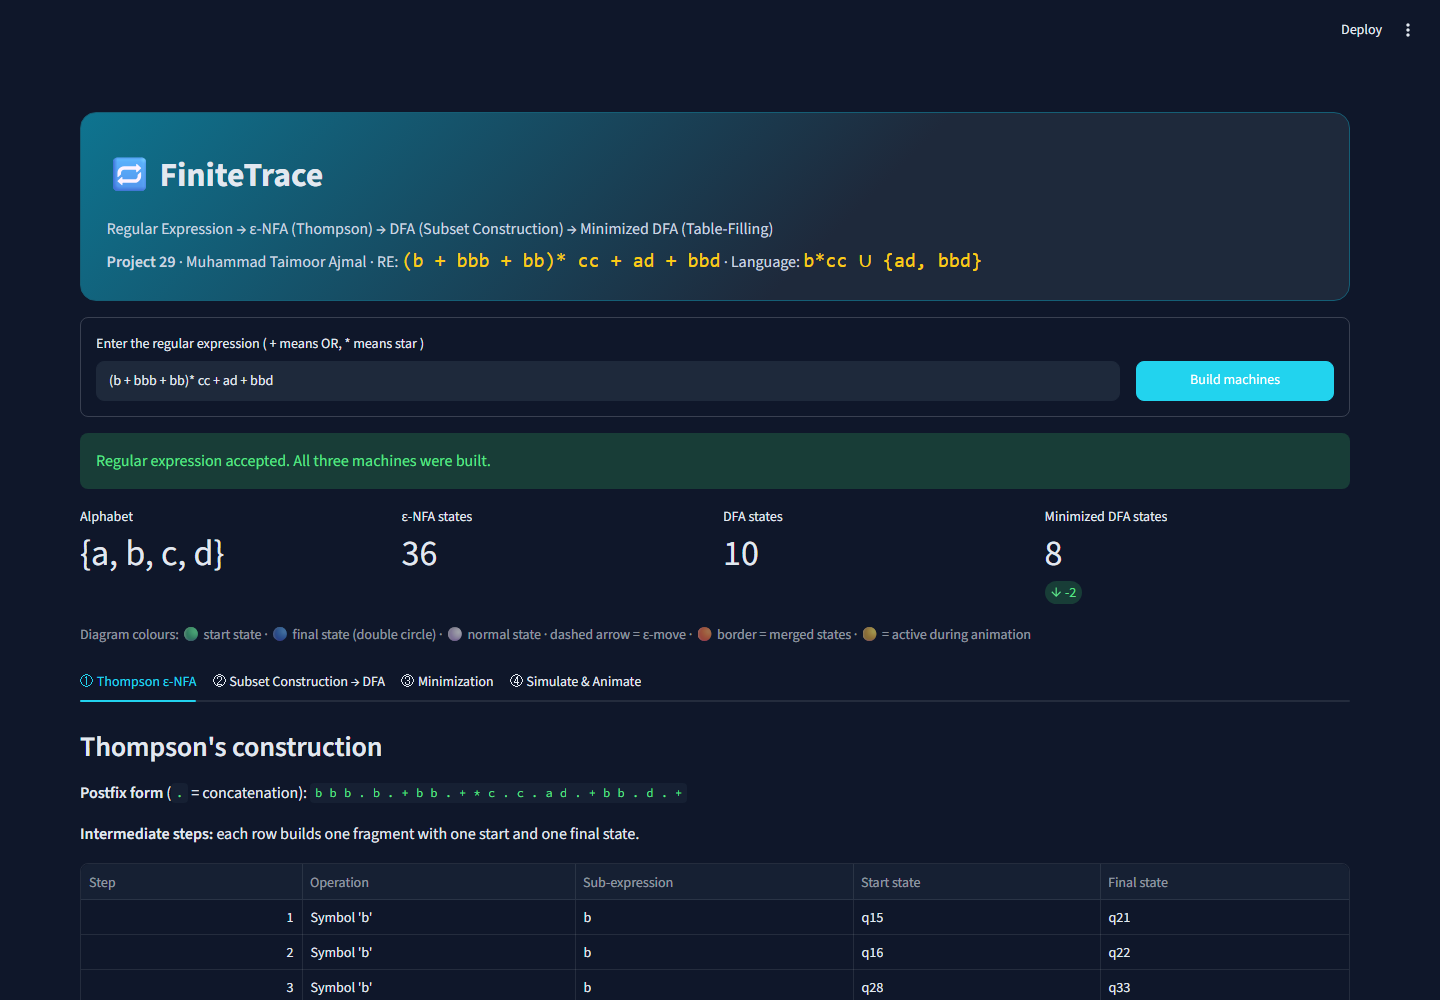 Deploy
FiniteTrace
Regular Expression → ε-NFA (Thompson) → DFA (Subset Construction) → Minimized DFA (Table-Filling)
Project 29 · Muhammad Taimoor Ajmal · RE: (b + bbb + bb)* cc + ad + bbd · Language: b*cc ∪ {ad, bbd}
Enter the regular expression ( + means OR, * means star )
(b + bbb + bb)* cc + ad + bbd
Build machines
Regular expression accepted. All three machines were built.
Alphabet ε-NFA states DFA states Minimized DFA states
{a, b, c, d} 36 10 8
↓ -2
Diagram colours: start state · final state (double circle) · normal state · dashed arrow = ε-move · border = merged states · = active during animation
① Thompson ε-NFA ② Subset Construction → DFA ③ Minimization ④ Simulate & Animate
Thompson's construction
Postfix form ( . = concatenation): b b b . b . + b b . + * c . c . a d . + b b . d . +
Intermediate steps: each row builds one fragment with one start and one final state.
Step Operation Sub-expression Start state Final state
1 Symbol 'b' b q15 q21
2 Symbol 'b' b q16 q22
3 Symbol 'b' b q28 q33